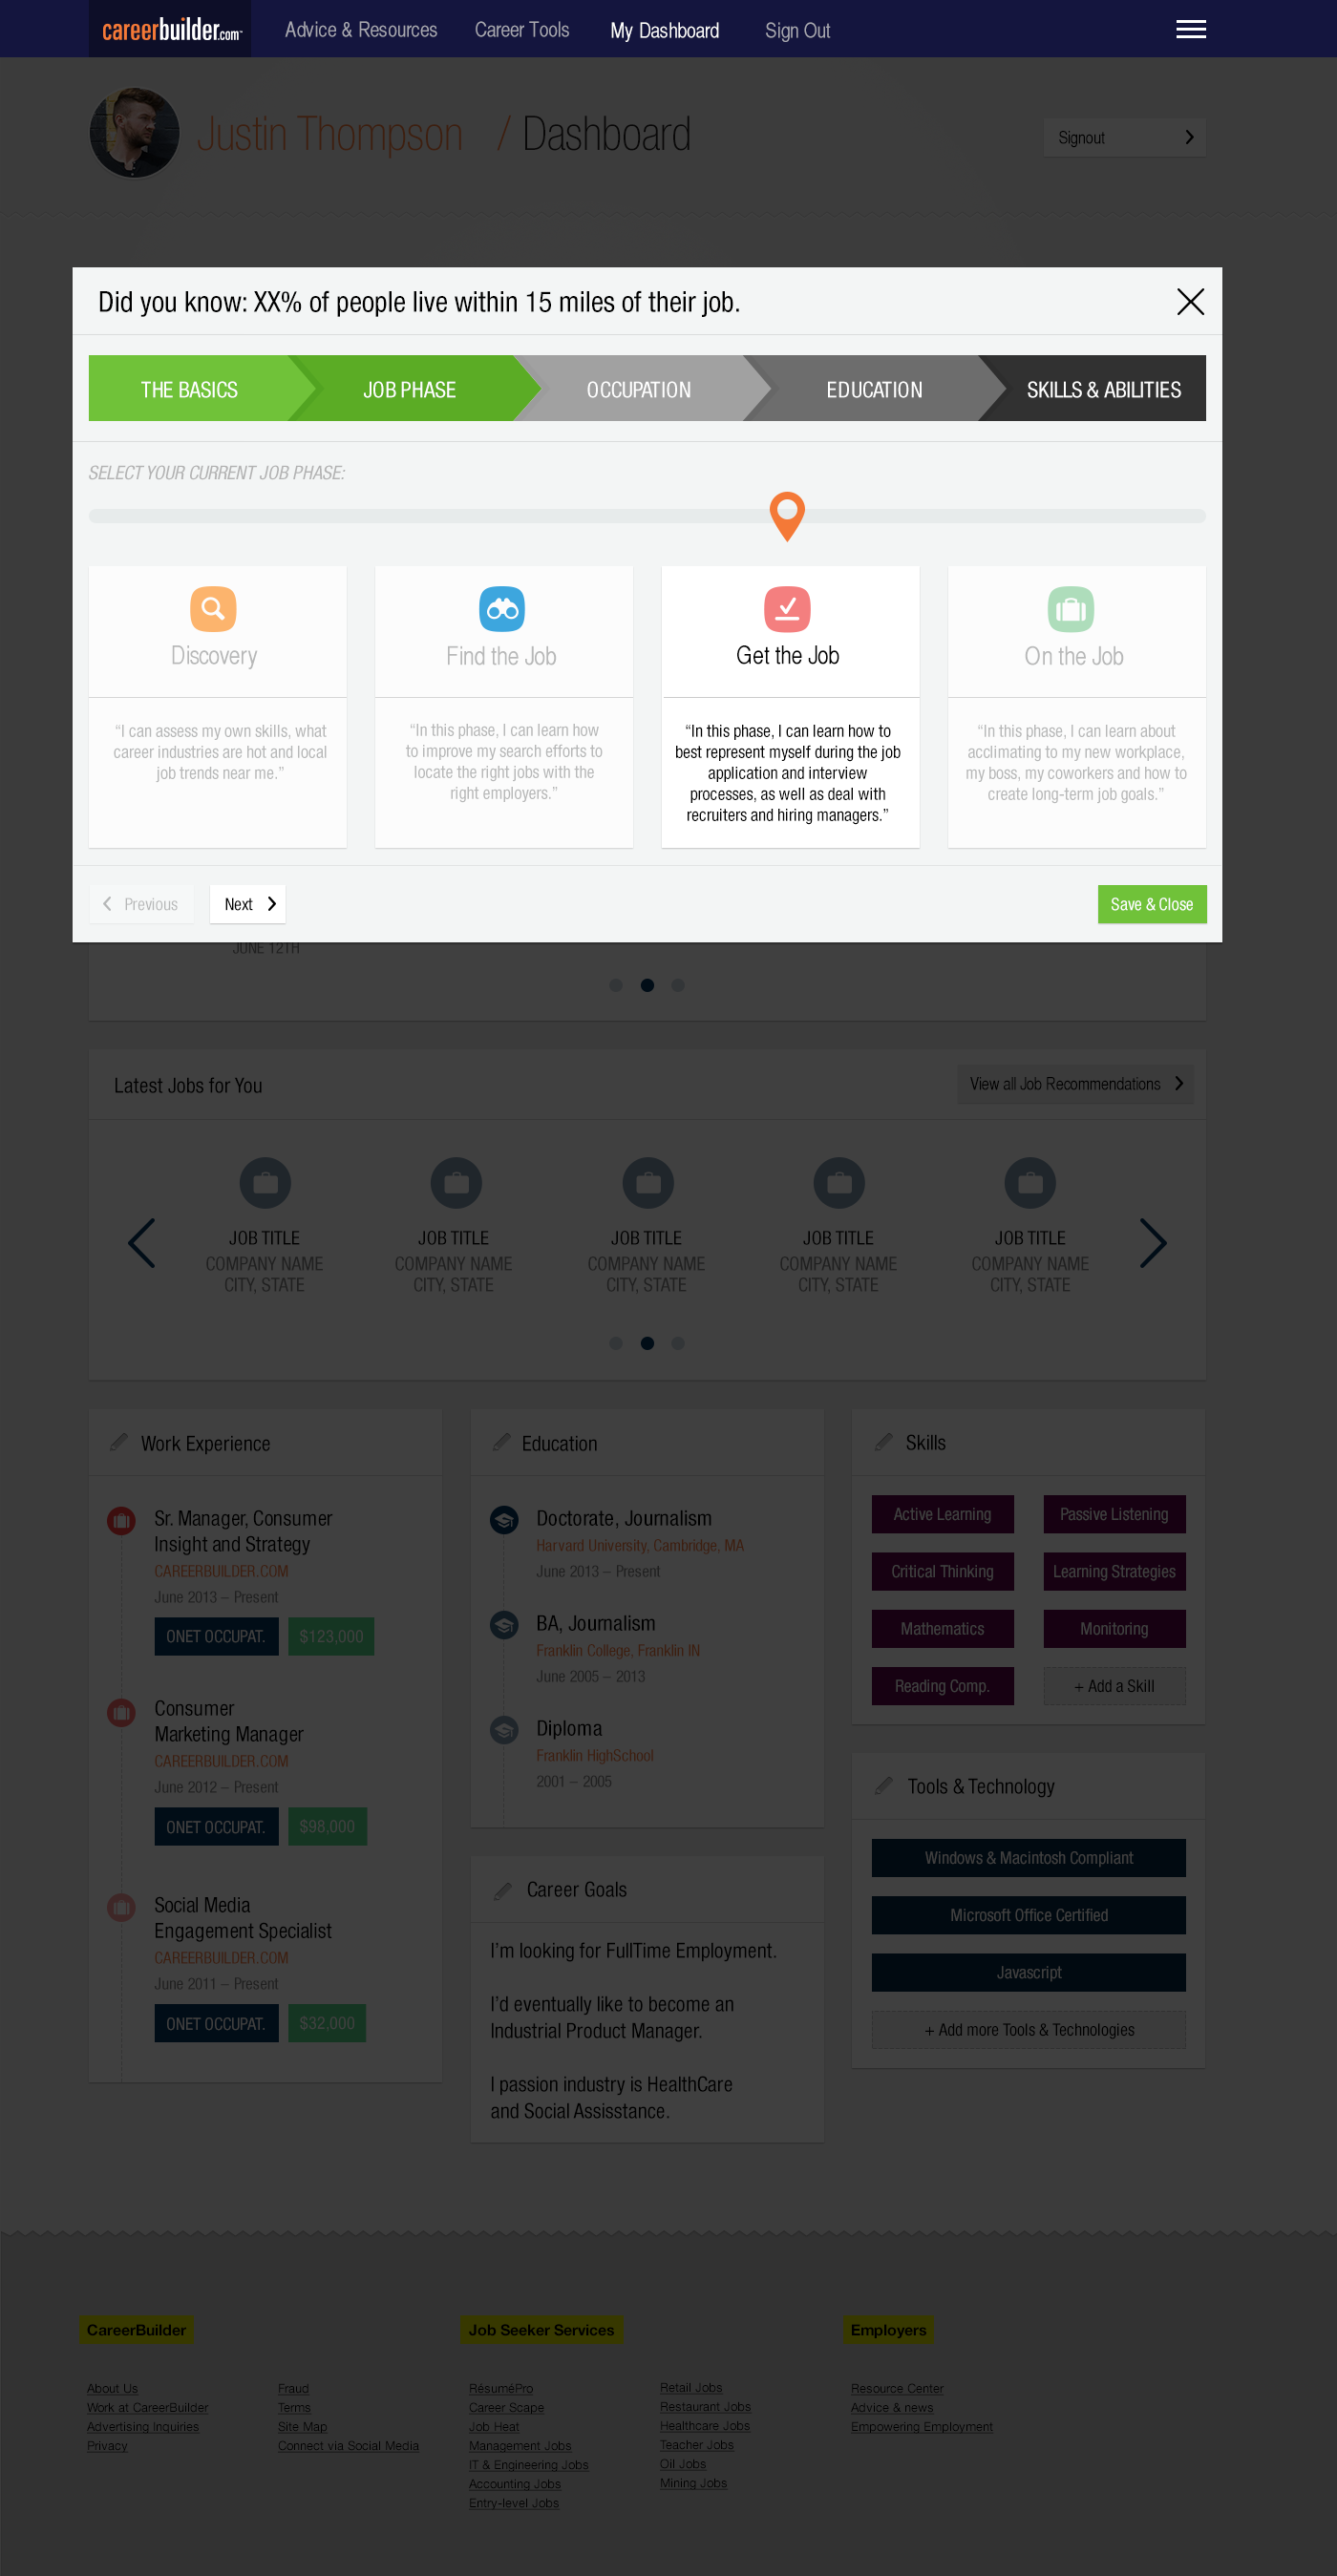 careerbuilder.com
Advice & Resources
Career Tools
My Dashboard
Sign Out
Justin Thompson / Dashboard
Signout
Did you know: XX% of people live within 15 miles of their job.
THE BASICS
JOB PHASE
OCCUPATION
EDUCATION
SKILLS & ABILITIES
SELECT YOUR CURRENT JOB PHASE:
Discovery
“I can assess my own skills, what
career industries are hot and local
job trends near me.”
Find the Job
“In this phase, I can learn how
to improve my search efforts to
locate the right jobs with the
right employers.”
Get the Job
“In this phase, I can learn how to
best represent myself during the job
application and interview
processes, as well as deal with
recruiters and hiring managers.”
On the Job
“In this phase, I can learn about
acclimating to my new workplace,
my boss, my coworkers and how to
create long-term job goals.”
Previous
Next
Save & Close
JUNE 12TH
Latest Jobs for You
View all Job Recommendations
JOB TITLE
COMPANY NAME
CITY, STATE
JOB TITLE
COMPANY NAME
CITY, STATE
JOB TITLE
COMPANY NAME
CITY, STATE
JOB TITLE
COMPANY NAME
CITY, STATE
JOB TITLE
COMPANY NAME
CITY, STATE
Work Experience
Sr. Manager, Consumer
Insight and Strategy
CAREERBUILDER.COM
June 2013 – Present
ONET OCCUPAT.
$123,000
Consumer
Marketing Manager
CAREERBUILDER.COM
June 2012 – Present
ONET OCCUPAT.
$98,000
Social Media
Engagement Specialist
CAREERBUILDER.COM
June 2011 – Present
ONET OCCUPAT.
$32,000
Education
Doctorate, Journalism
Harvard University, Cambridge, MA
June 2013 – Present
BA, Journalism
Franklin College, Franklin IN
June 2005 – 2013
Diploma
Franklin HighSchool
2001 – 2005
Career Goals
I’m looking for FullTime Employment.
I’d eventually like to become an
Industrial Product Manager.
I passion industry is HealthCare
and Social Assisstance.
Skills
Active Learning
Passive Listening
Critical Thinking
Learning Strategies
Mathematics
Monitoring
Reading Comp.
+ Add a Skill
Tools & Technology
Windows & Macintosh Compliant
Microsoft Office Certified
Javascript
+ Add more Tools & Technologies
CareerBuilder
About Us
Work at CareerBuilder
Advertising Inquiries
Privacy
Fraud
Terms
Site Map
Connect via Social Media
Job Seeker Services
RésuméPro
Career Scape
Job Heat
Management Jobs
IT & Engineering Jobs
Accounting Jobs
Entry-level Jobs
Retail Jobs
Restaurant Jobs
Healthcare Jobs
Teacher Jobs
Oil Jobs
Mining Jobs
Employers
Resource Center
Advice & news
Empowering Employment